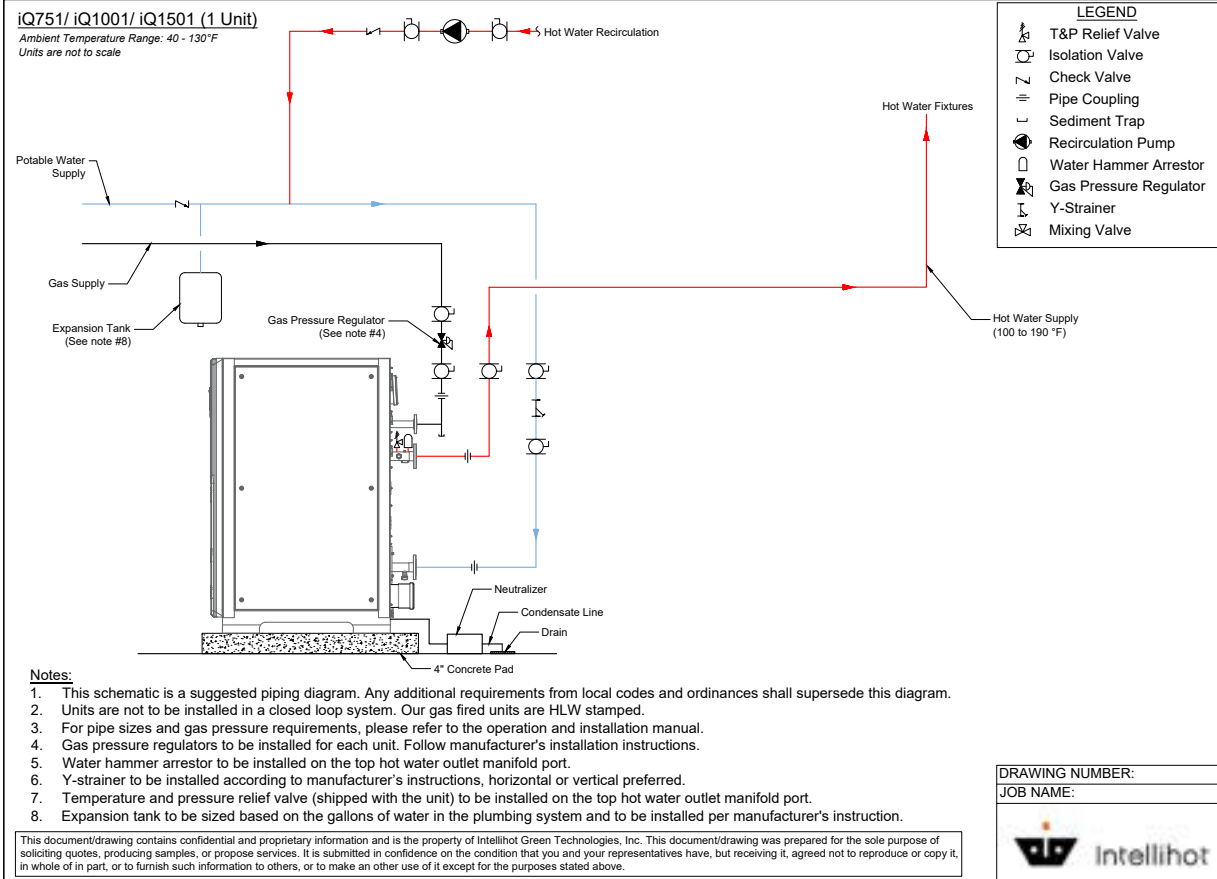 iQ751/ iQ1001/ iQ1501 (1 Unit)
Ambient Temperature Range: 40 - 130°F
Units are not to scale
Hot Water Recirculation
LEGEND
T&P Relief Valve
Isolation Valve
Check Valve
Pipe Coupling
Sediment Trap
Recirculation Pump
Water Hammer Arrestor
Gas Pressure Regulator
Y-Strainer
Mixing Valve
Hot Water Fixtures
Potable Water
Supply
Gas Supply
Expansion Tank
(See note #8)
Gas Pressure Regulator
(See note #4)
Hot Water Supply
(100 to 190 °F)
Neutralizer
Condensate Line
Drain
4" Concrete Pad
Notes:
1. This schematic is a suggested piping diagram. Any additional requirements from local codes and ordinances shall supersede this diagram.
2. Units are not to be installed in a closed loop system. Our gas fired units are HLW stamped.
3. For pipe sizes and gas pressure requirements, please refer to the operation and installation manual.
4. Gas pressure regulators to be installed for each unit. Follow manufacturer's installation instructions.
5. Water hammer arrestor to be installed on the top hot water outlet manifold port.
6. Y-strainer to be installed according to manufacturer's instructions, horizontal or vertical preferred.
7. Temperature and pressure relief valve (shipped with the unit) to be installed on the top hot water outlet manifold port.
8. Expansion tank to be sized based on the gallons of water in the plumbing system and to be installed per manufacturer's instruction.
This document/drawing contains confidential and proprietary information and is the property of Intellihot Green Technologies, Inc. This document/drawing was prepared for the sole purpose of
soliciting quotes, producing samples, or propose services. It is submitted in confidence on the condition that you and your representatives have, but receiving it, agreed not to reproduce or copy it,
in whole of in part, or to furnish such information to others, or to make an other use of it except for the purposes stated above.
DRAWING NUMBER:
JOB NAME:
Intellihot